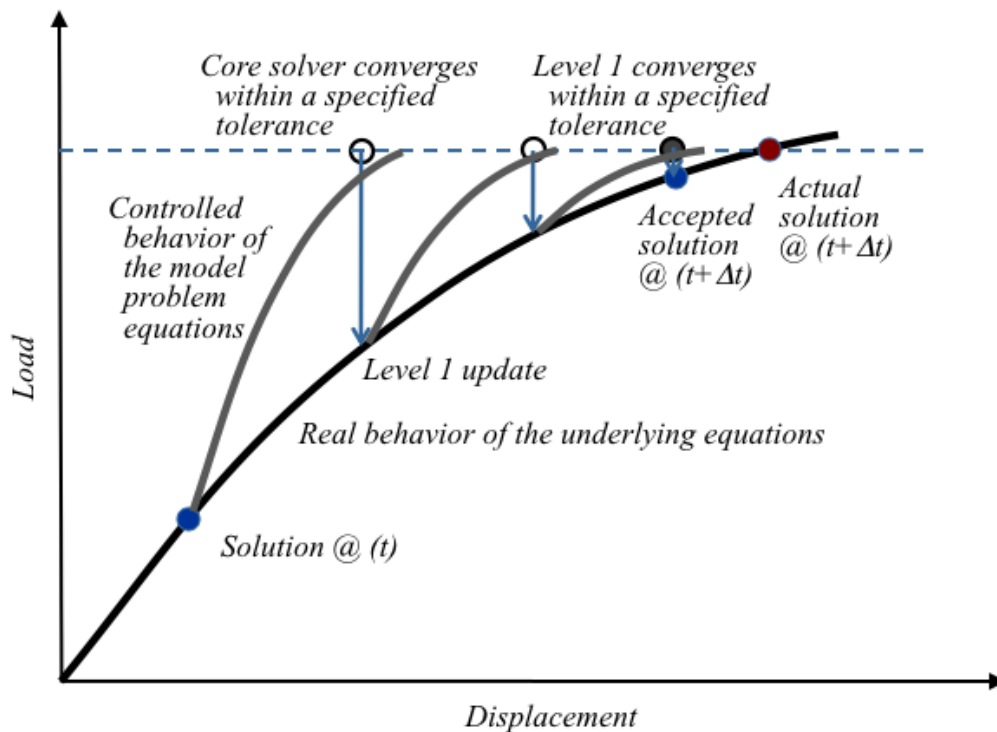 Core solver converges
within a specified
tolerance
Level 1 converges
within a specified
tolerance
Controlled
behavior of
the model
problem
equations
Accepted
solution
@ (t+Δt)
Actual
solution
@ (t+Δt)
Level 1 update
Real behavior of the underlying equations
Solution @ (t)
Load
Displacement